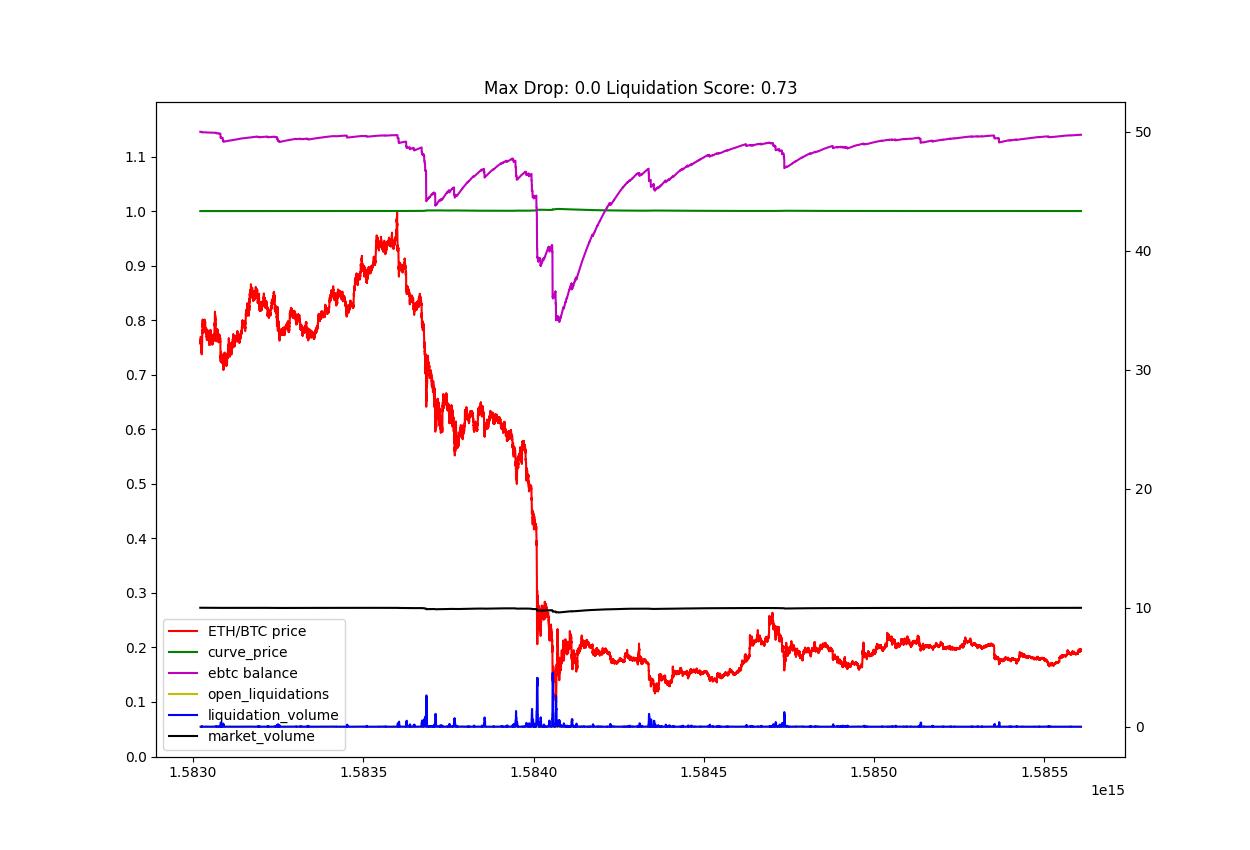 Max Drop: 0.0 Liquidation Score: 0.73
1.1
1.0
0.9
0.8
0.7
0.6
0.5
0.4
0.3
0.2
0.1
0.0
50
40
30
20
10
0
ETH/BTC price
curve_price
ebtc balance
open_liquidations
liquidation_volume
market_volume
1.5830 1.5835 1.5840 1.5845 1.5850 1.5855
1e15